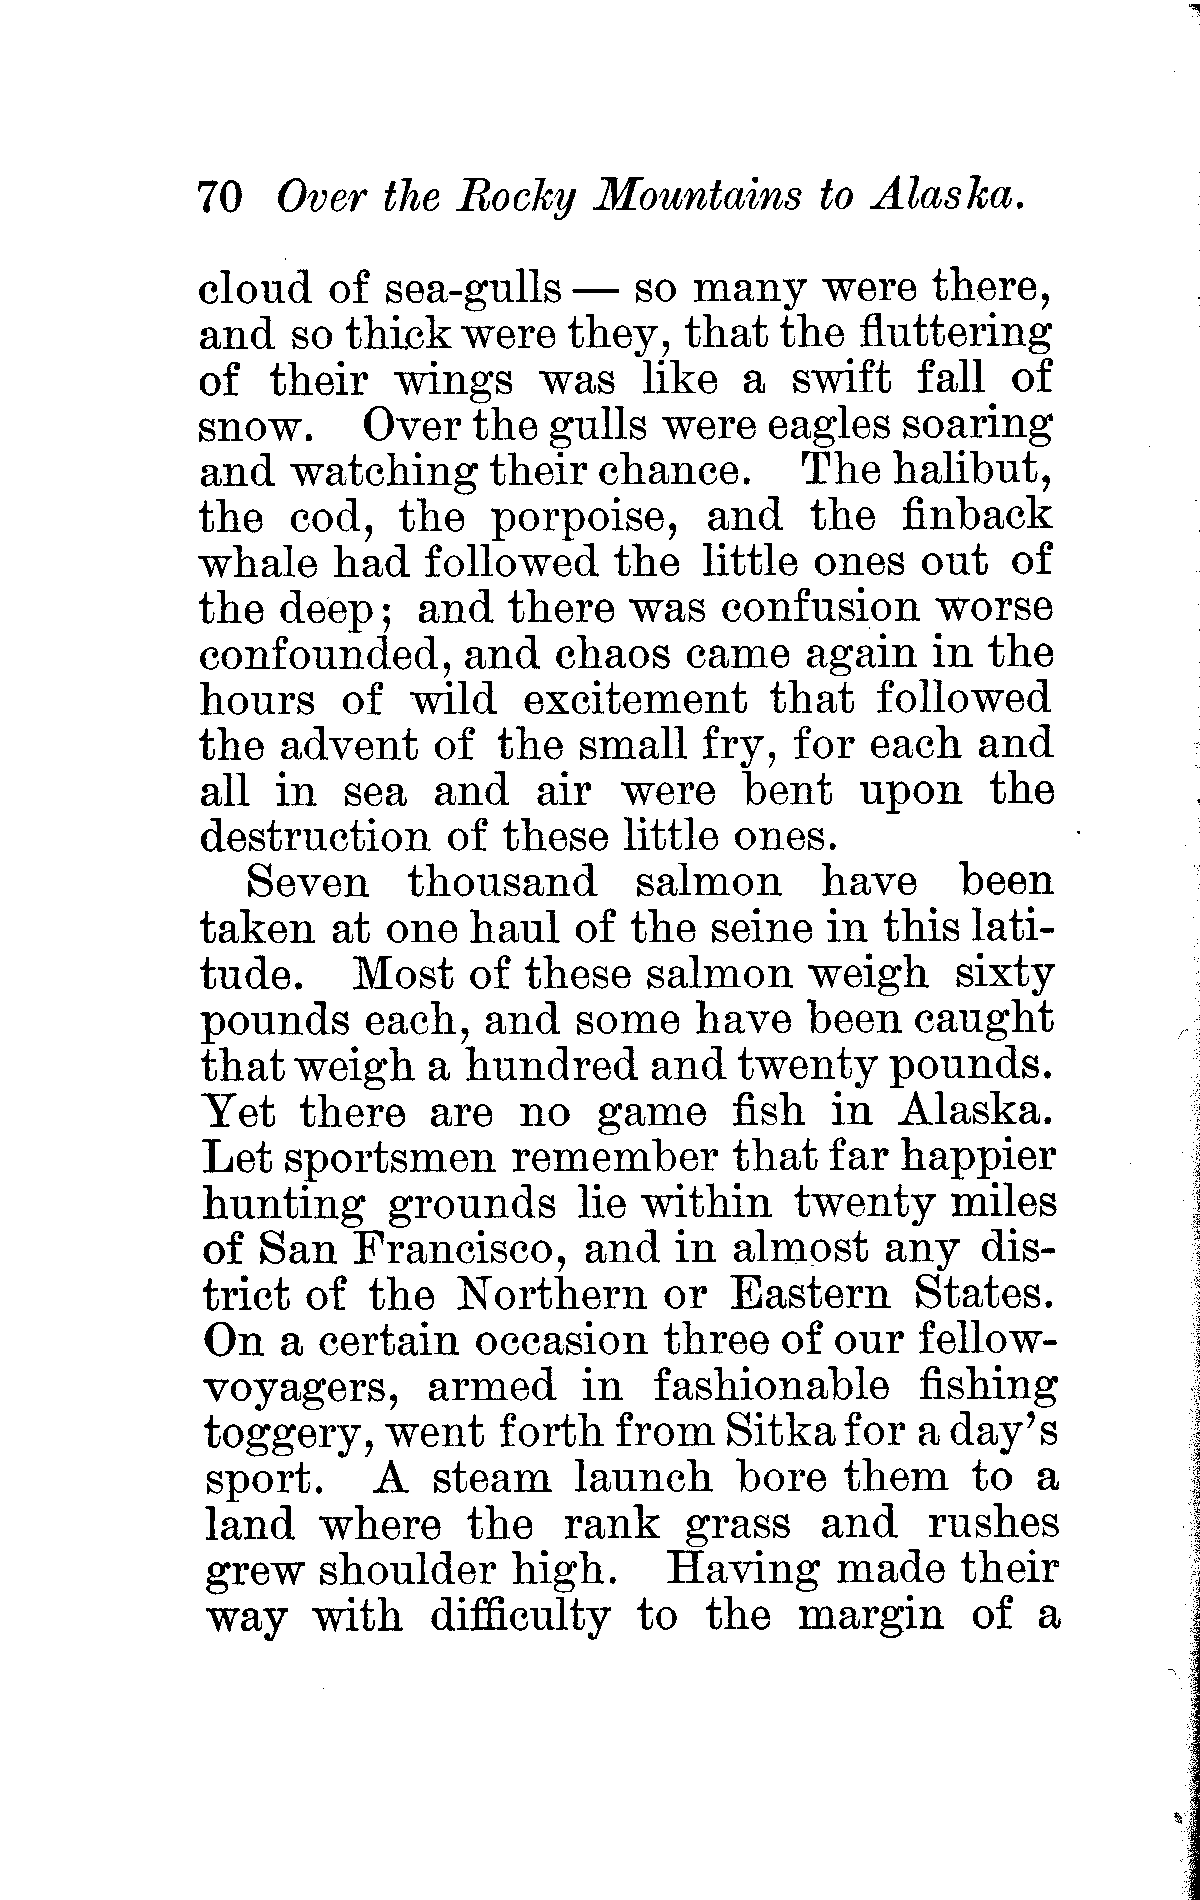 70 Over the Rocky Mountains to Alaska.
cloud of sea-gulls — so many were there,
and so thick were they, that the fluttering
of their wings was like a swift fall of
snow. Over the gulls were eagles soaring
and watching their chance. The halibut,
the cod, the porpoise, and the finback
whale had followed the little ones out of
the deep; and there was confusion worse
confounded, and chaos came again in the
hours of wild excitement that followed
the advent of the small fry, for each and
all in sea and air were bent upon the
destruction of these little ones.
Seven thousand salmon have been
taken at one haul of the seine in this lati-
tude. Most of these salmon weigh sixty
pounds each, and some have been caught
that weigh a hundred and twenty pounds.
Yet there are no game fish in Alaska.
Let sportsmen remember that far happier
hunting grounds lie within twenty miles
of San Francisco, and in almost any dis-
trict of the Northern or Eastern States.
On a certain occasion three of our fellow-
voyagers, armed in fashionable fishing
toggery, went forth from Sitka for a day's
sport. A steam launch bore them to a
land where the rank grass and rushes
grew shoulder high. Having made their
way with difficulty to the margin of a